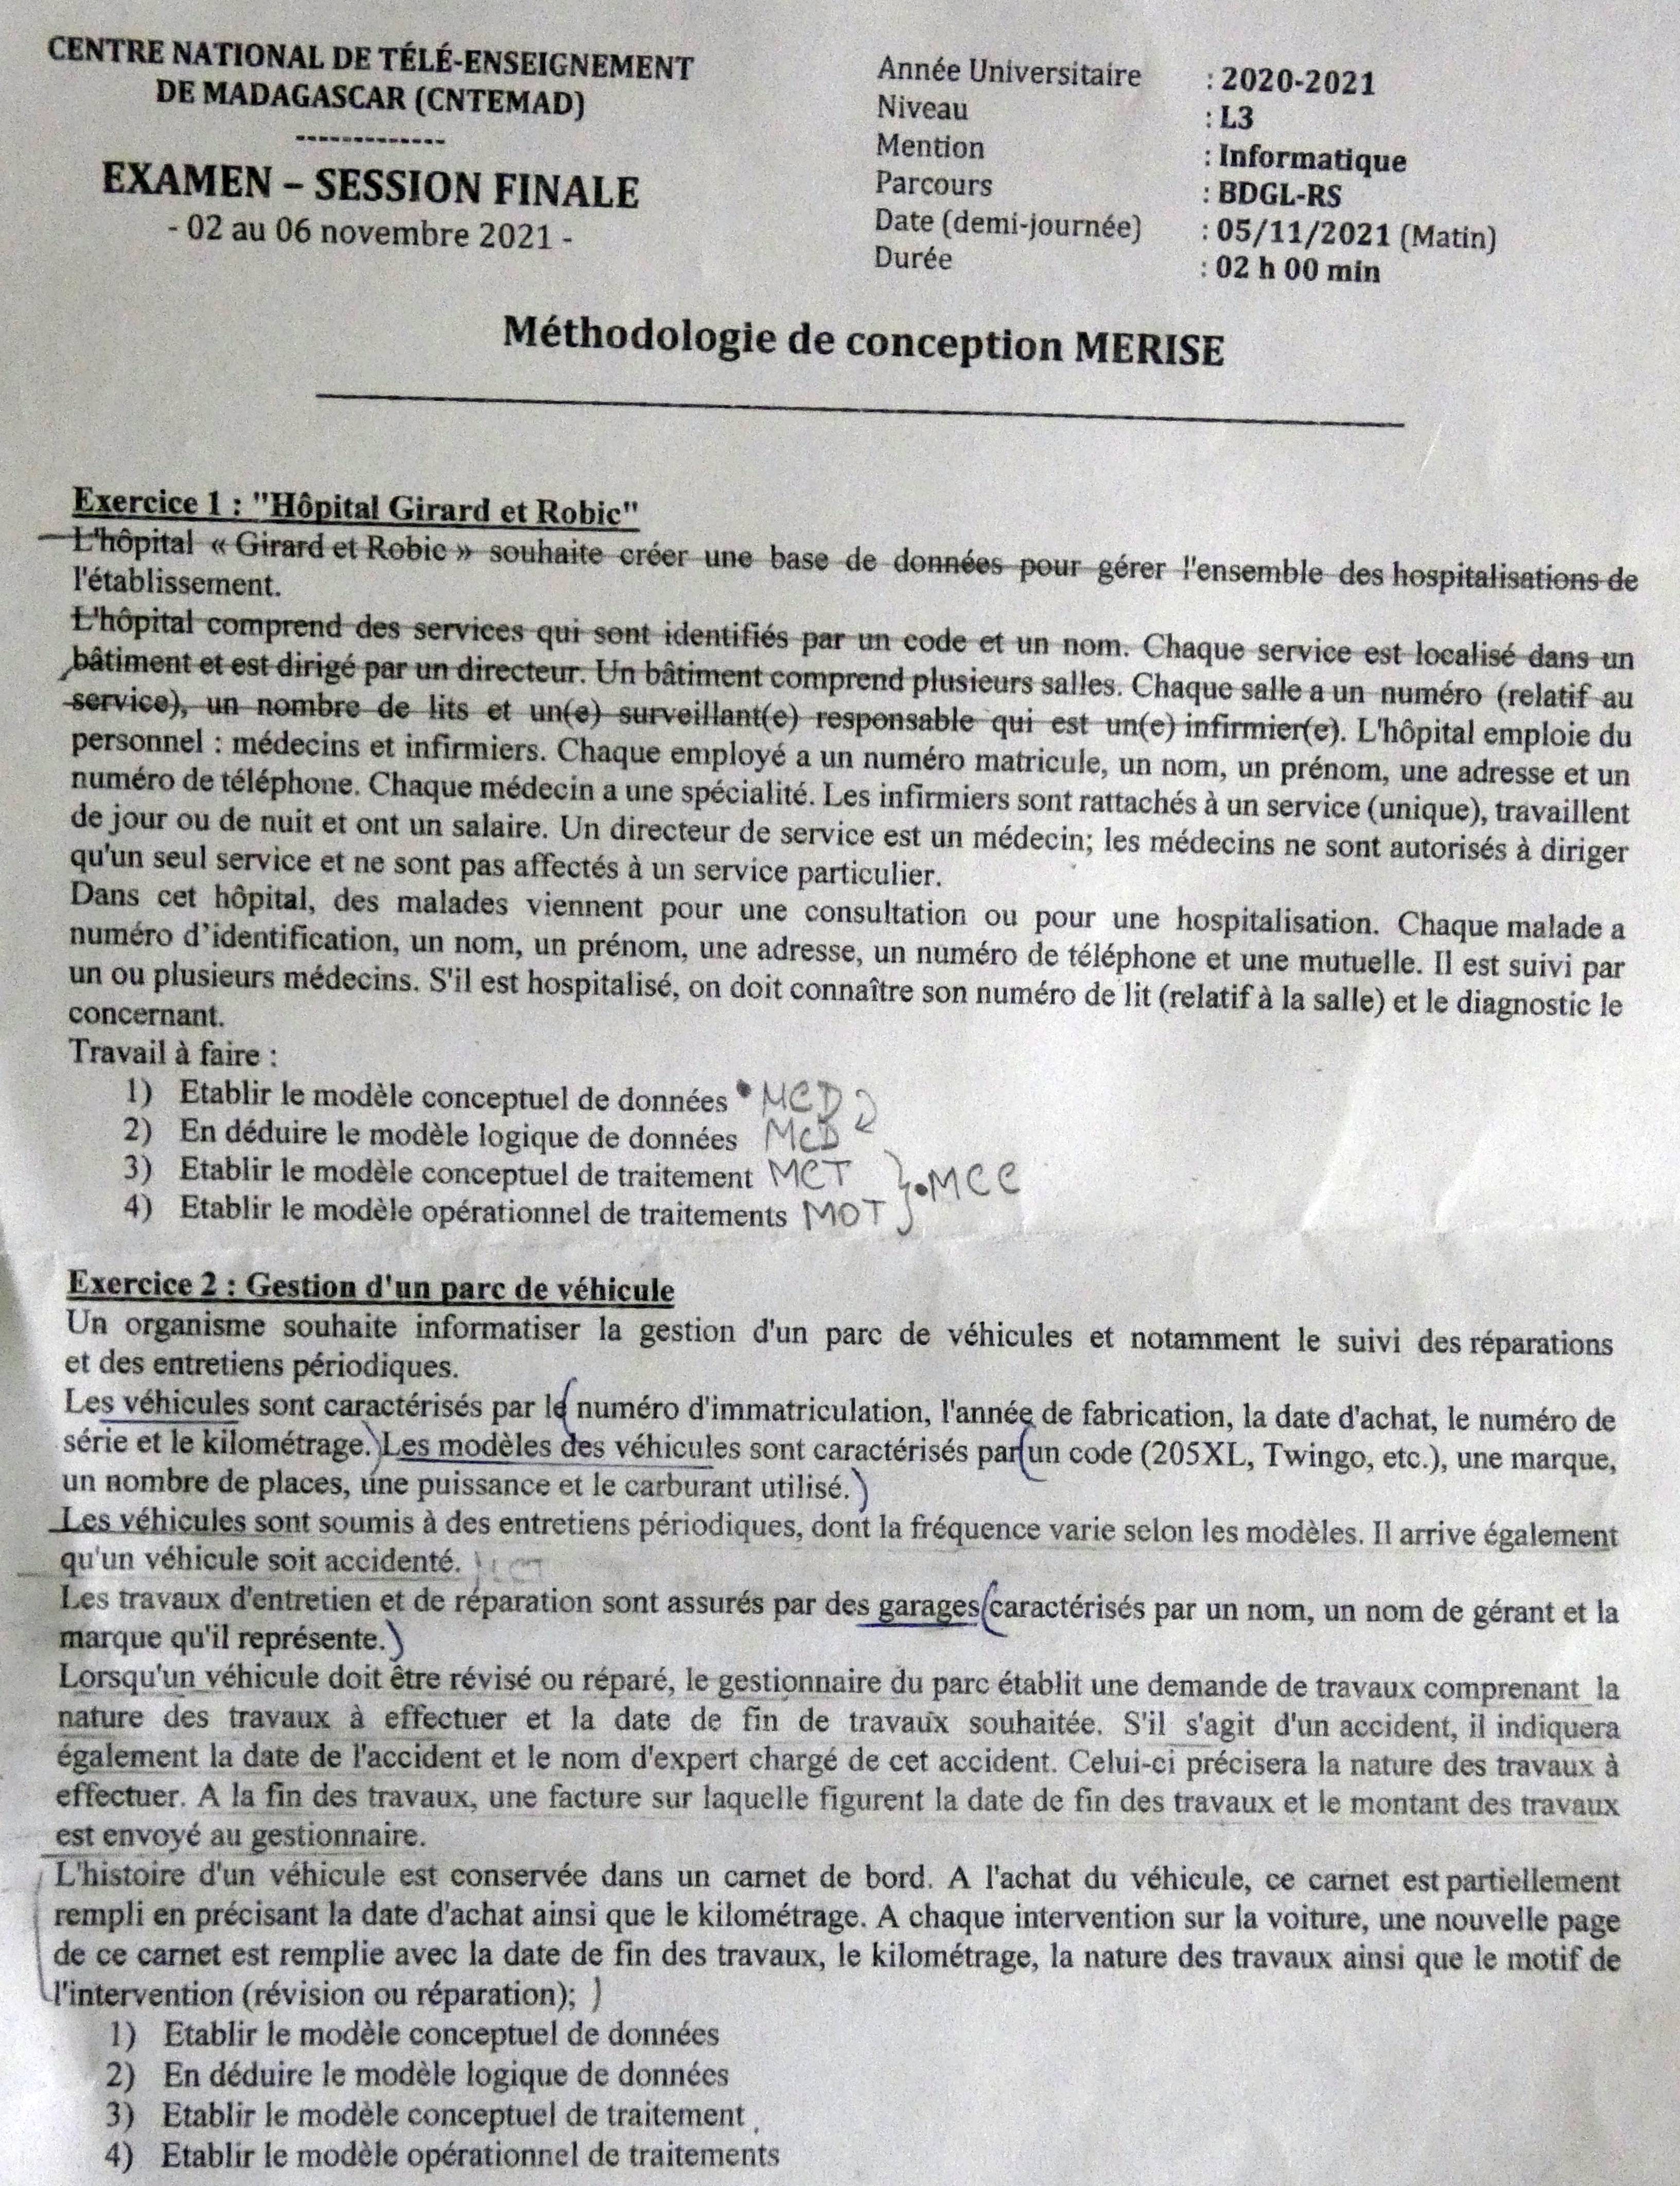 CENTRE NATIONAL DE TÉLÉ-ENSEIGNEMENT
DE MADAGASCAR (CNTEMAD)
-------------
EXAMEN – SESSION FINALE
- 02 au 06 novembre 2021 -
Année Universitaire : 2020-2021
Niveau : L3
Mention : Informatique
Parcours : BDGL-RS
Date (demi-journée) : 05/11/2021 (Matin)
Durée : 02 h 00 min
Méthodologie de conception MERISE
Exercice 1 : "Hôpital Girard et Robic"
L'hôpital « Girard et Robic » souhaite créer une base de données pour gérer l'ensemble des hospitalisations de
l'établissement.
L'hôpital comprend des services qui sont identifiés par un code et un nom. Chaque service est localisé dans un
bâtiment et est dirigé par un directeur. Un bâtiment comprend plusieurs salles. Chaque salle a un numéro (relatif au
service), un nombre de lits et un(e) surveillant(e) responsable qui est un(e) infirmier(e). L'hôpital emploie du
personnel : médecins et infirmiers. Chaque employé a un numéro matricule, un nom, un prénom, une adresse et un
numéro de téléphone. Chaque médecin a une spécialité. Les infirmiers sont rattachés à un service (unique), travaillent
de jour ou de nuit et ont un salaire. Un directeur de service est un médecin; les médecins ne sont autorisés à diriger
qu'un seul service et ne sont pas affectés à un service particulier.
Dans cet hôpital, des malades viennent pour une consultation ou pour une hospitalisation. Chaque malade a
numéro d'identification, un nom, un prénom, une adresse, un numéro de téléphone et une mutuelle. Il est suivi par
un ou plusieurs médecins. S'il est hospitalisé, on doit connaître son numéro de lit (relatif à la salle) et le diagnostic le
concernant.
Travail à faire :
1) Etablir le modèle conceptuel de données MCD
2) En déduire le modèle logique de données MCD
3) Etablir le modèle conceptuel de traitement MCT
4) Etablir le modèle opérationnel de traitements MOT
MCC
Exercice 2 : Gestion d'un parc de véhicule
Un organisme souhaite informatiser la gestion d'un parc de véhicules et notamment le suivi des réparations
et des entretiens périodiques.
Les véhicules sont caractérisés par le numéro d'immatriculation, l'année de fabrication, la date d'achat, le numéro de
série et le kilométrage. Les modèles des véhicules sont caractérisés par un code (205XL, Twingo, etc.), une marque,
un nombre de places, une puissance et le carburant utilisé.
Les véhicules sont soumis à des entretiens périodiques, dont la fréquence varie selon les modèles. Il arrive également
qu'un véhicule soit accidenté.
Les travaux d'entretien et de réparation sont assurés par des garages caractérisés par un nom, un nom de gérant et la
marque qu'il représente.
Lorsqu'un véhicule doit être révisé ou réparé, le gestionnaire du parc établit une demande de travaux comprenant la
nature des travaux à effectuer et la date de fin de travaux souhaitée. S'il s'agit d'un accident, il indiquera
également la date de l'accident et le nom d'expert chargé de cet accident. Celui-ci précisera la nature des travaux à
effectuer. A la fin des travaux, une facture sur laquelle figurent la date de fin des travaux et le montant des travaux
est envoyé au gestionnaire.
L'histoire d'un véhicule est conservée dans un carnet de bord. A l'achat du véhicule, ce carnet est partiellement
rempli en précisant la date d'achat ainsi que le kilométrage. A chaque intervention sur la voiture, une nouvelle page
de ce carnet est remplie avec la date de fin des travaux, le kilométrage, la nature des travaux ainsi que le motif de
l'intervention (révision ou réparation);
1) Etablir le modèle conceptuel de données
2) En déduire le modèle logique de données
3) Etablir le modèle conceptuel de traitement
4) Etablir le modèle opérationnel de traitements